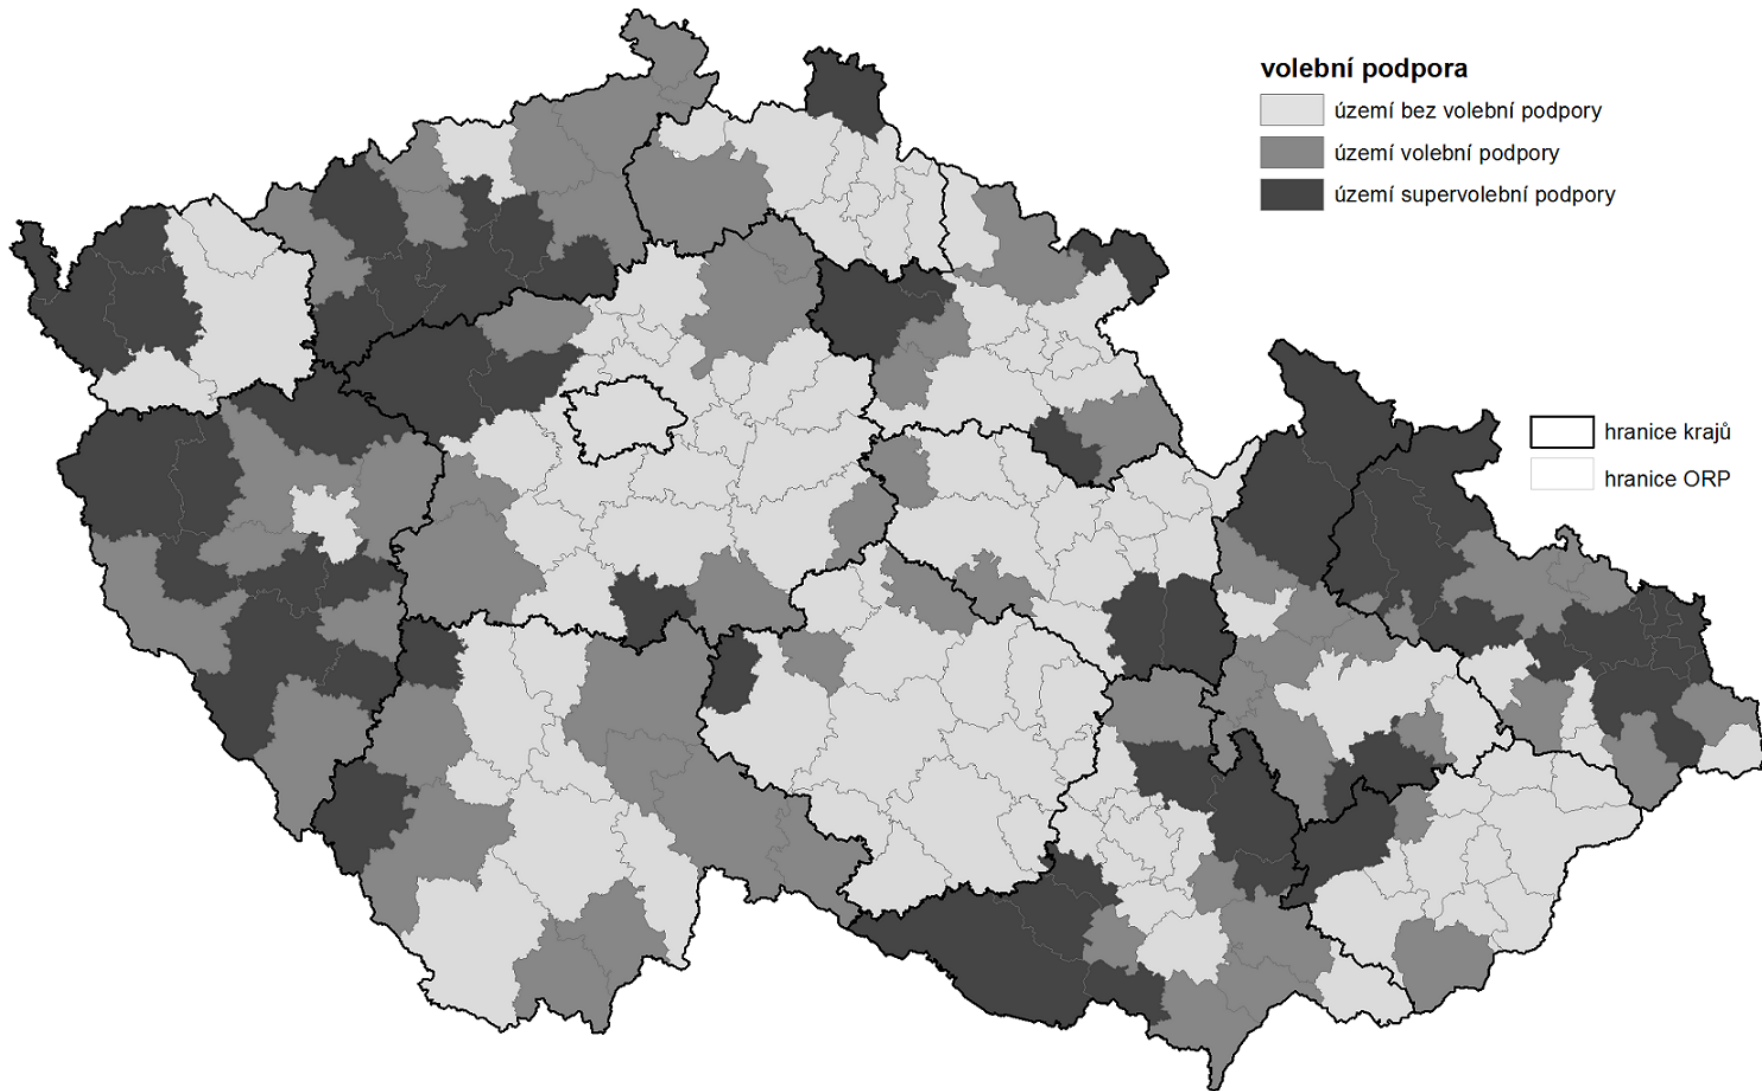 volební podpora
území bez volební podpory
území volební podpory
území supervolební podpory
hranice krajů
hranice ORP